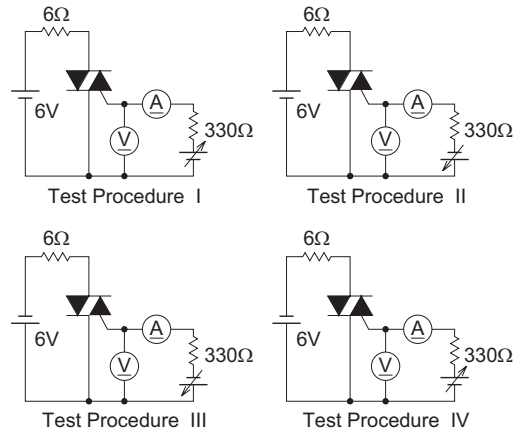 6Ω 6Ω
A A
6V V 330Ω 6V V 330Ω
Test Procedure I Test Procedure II
6Ω 6Ω
A A
6V V 330Ω 6V V 330Ω
Test Procedure III Test Procedure IV